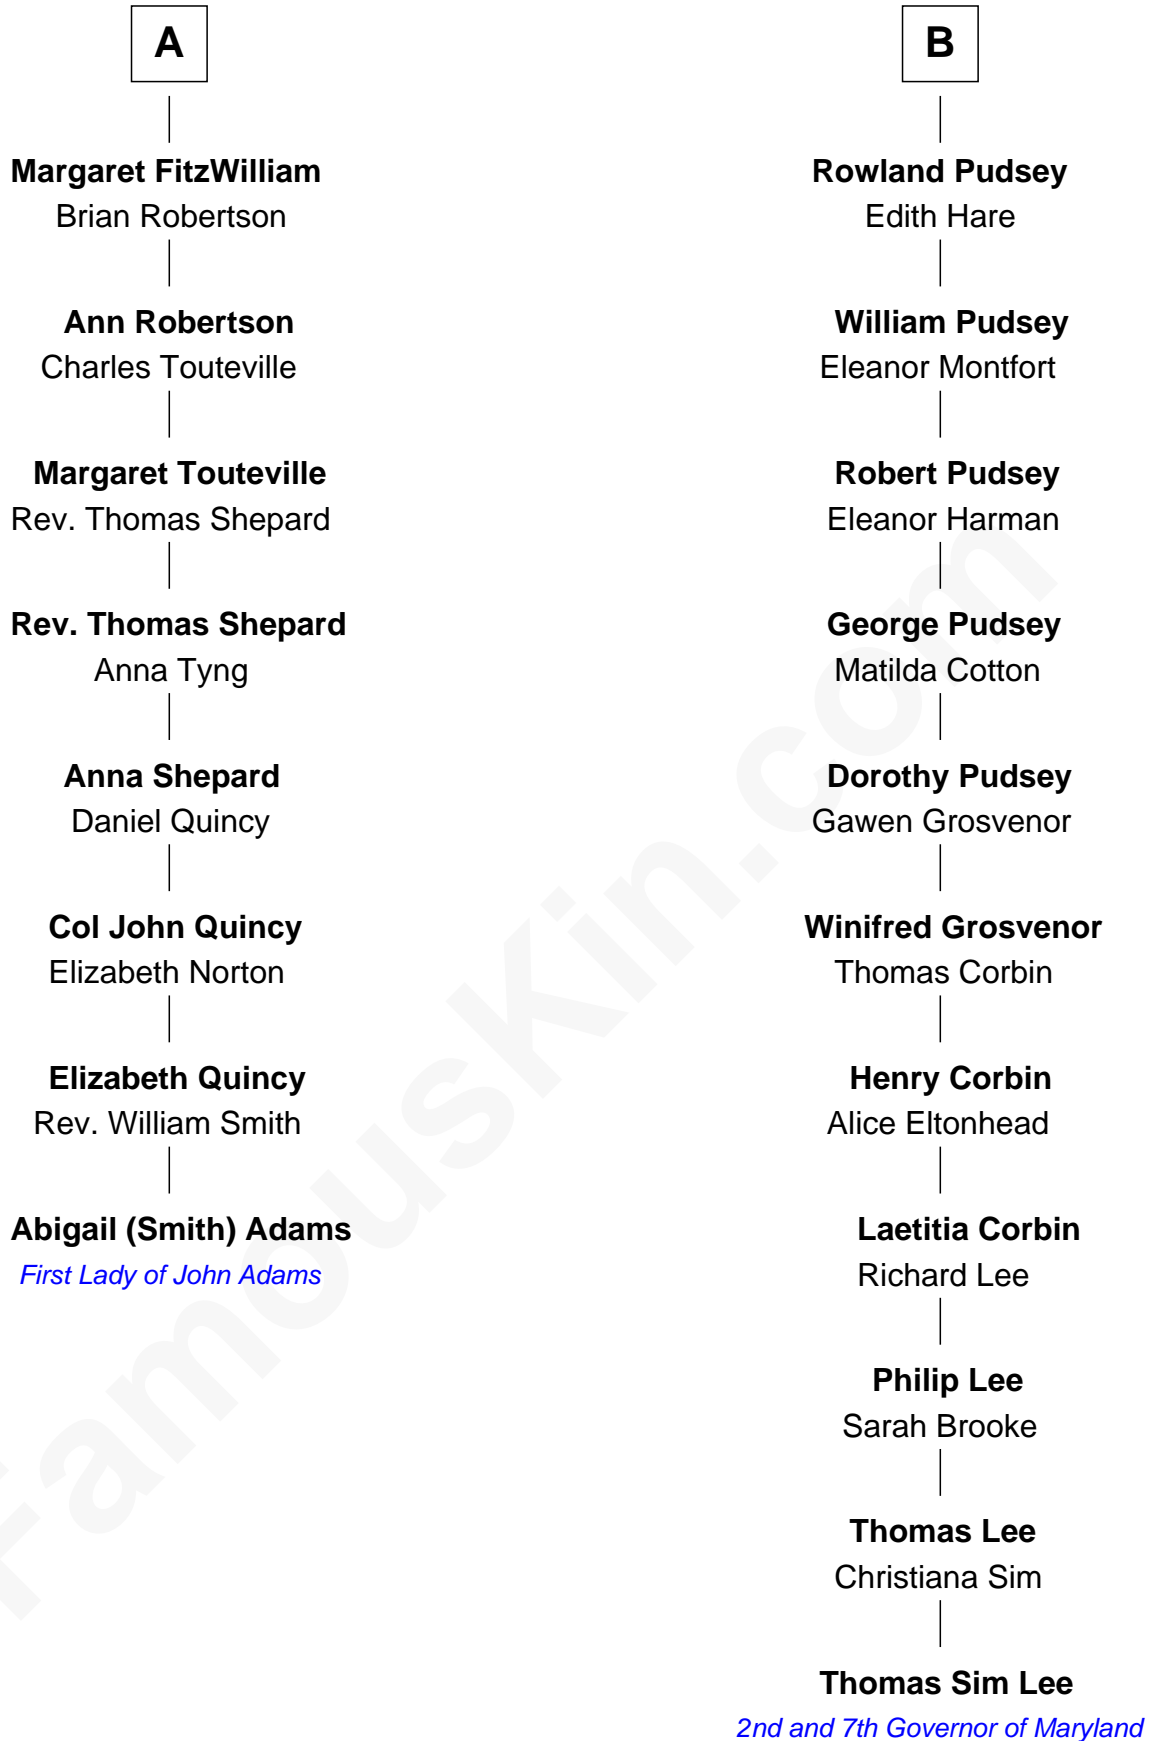 A
Margaret FitzWilliam
Brian Robertson
Ann Robertson
Charles Touteville
Margaret Touteville
Rev. Thomas Shepard
Rev. Thomas Shepard
Anna Tyng
Anna Shepard
Daniel Quincy
Col John Quincy
Elizabeth Norton
Elizabeth Quincy
Rev. William Smith
Abigail (Smith) Adams
First Lady of John Adams
B
Rowland Pudsey
Edith Hare
William Pudsey
Eleanor Montfort
Robert Pudsey
Eleanor Harman
George Pudsey
Matilda Cotton
Dorothy Pudsey
Gawen Grosvenor
Winifred Grosvenor
Thomas Corbin
Henry Corbin
Alice Eltonhead
Laetitia Corbin
Richard Lee
Philip Lee
Sarah Brooke
Thomas Lee
Christiana Sim
Thomas Sim Lee
2nd and 7th Governor of Maryland
FamousKin.com